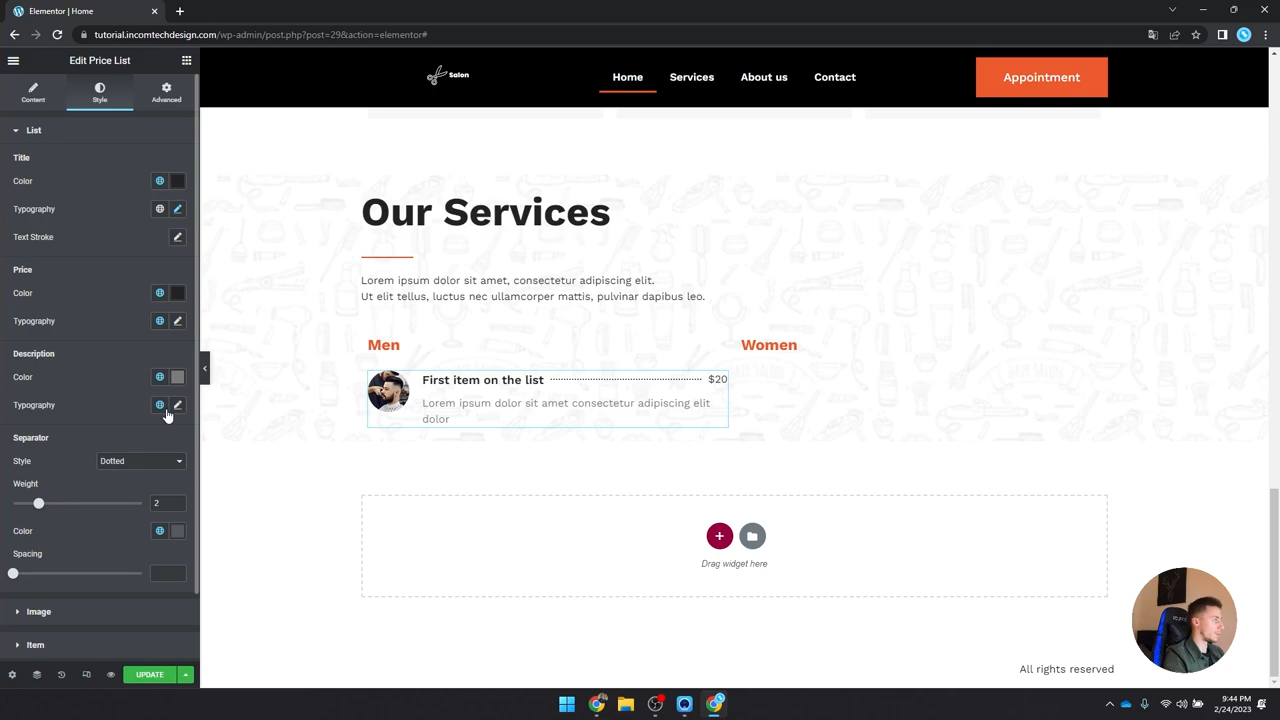 Home
tutorial.incomtechdesign.com/wp-admin/post.php?post=29&action=elementor#
Edit Price List
Content
Style
Advanced
List
Title
Color
Typography
Text Stroke
Price
Color
Typography
Description
Color
Typography
Separator
Style
Dotted
Weight
2
Color
Spacing
Image
Item
UPDATE
Salon
Home
Services
About us
Contact
Appointment
Our Services
Lorem ipsum dolor sit amet, consectetur adipiscing elit.
Ut elit tellus, luctus nec ullamcorper mattis, pulvinar dapibus leo.
Men
Women
First item on the list
$20
Lorem ipsum dolor sit amet consectetur adipiscing elit
dolor
Drag widget here
All rights reserved
9:44 PM
2/24/2023